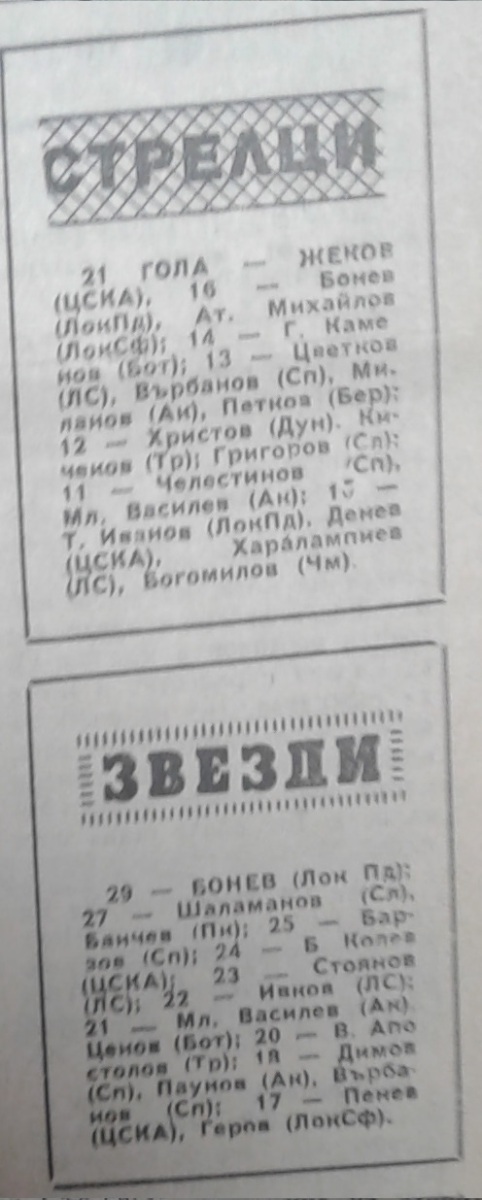 СТРЕЛЦИ
21 ГОЛА — ЖЕКОВ
(ЦСКА), 16 — Бонев
(ЛокПд), Ат. Михайлов
(ЛокСф); 14 — Г. Каме
нов (Бот); 13 — Цветков
(ЛС), Върбанов (Сп), Ми-
ланов (Ак), Петков (Бер);
12 — Христов (Дун). Ки-
ченов (Тр); Григоров (Сл);
11 — Челестинов (Сп),
Мл. Василев (Ак); —
Т. Иванов (ЛокПд), Денев
(ЦСКА), Харалампиев
(ЛС), Богомилов (Чм).
ЗВЕЗДИ
29 — БОНЕВ (Лок Пд);
27 — Шаламанов (Сл),
Банчев (Пк); 25 — Бар-
зов (Сп); 24 — Б Колев
(ЦСКА); 23 — Стоянов
(ЛС); 22 — Ивков (ЛС);
21 — Мл. Василев (Ак).
Ценов (Бот); 20 — В. Апо
столов (Тр); 18 — Димов
(Сп), Паунов (Ак), Върба-
нов (Сп); 17 — Пенев
(ЦСКА), Геров (ЛокСф).